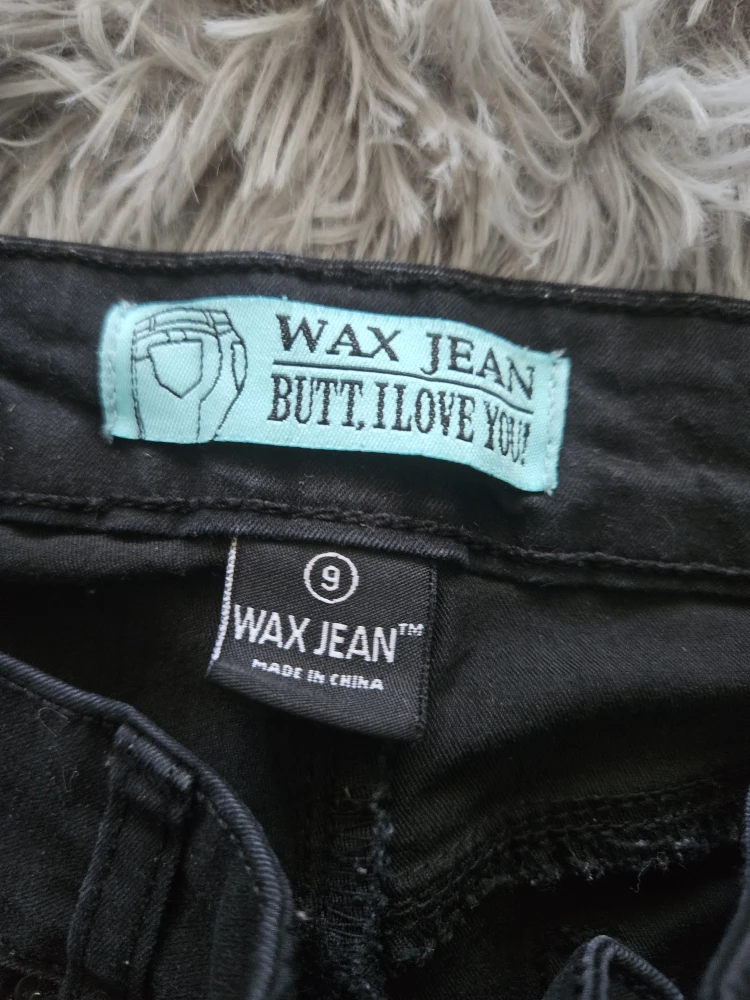 WAX JEAN
BUTT, I LOVE YOU!
9
WAX JEAN™
MADE IN CHINA